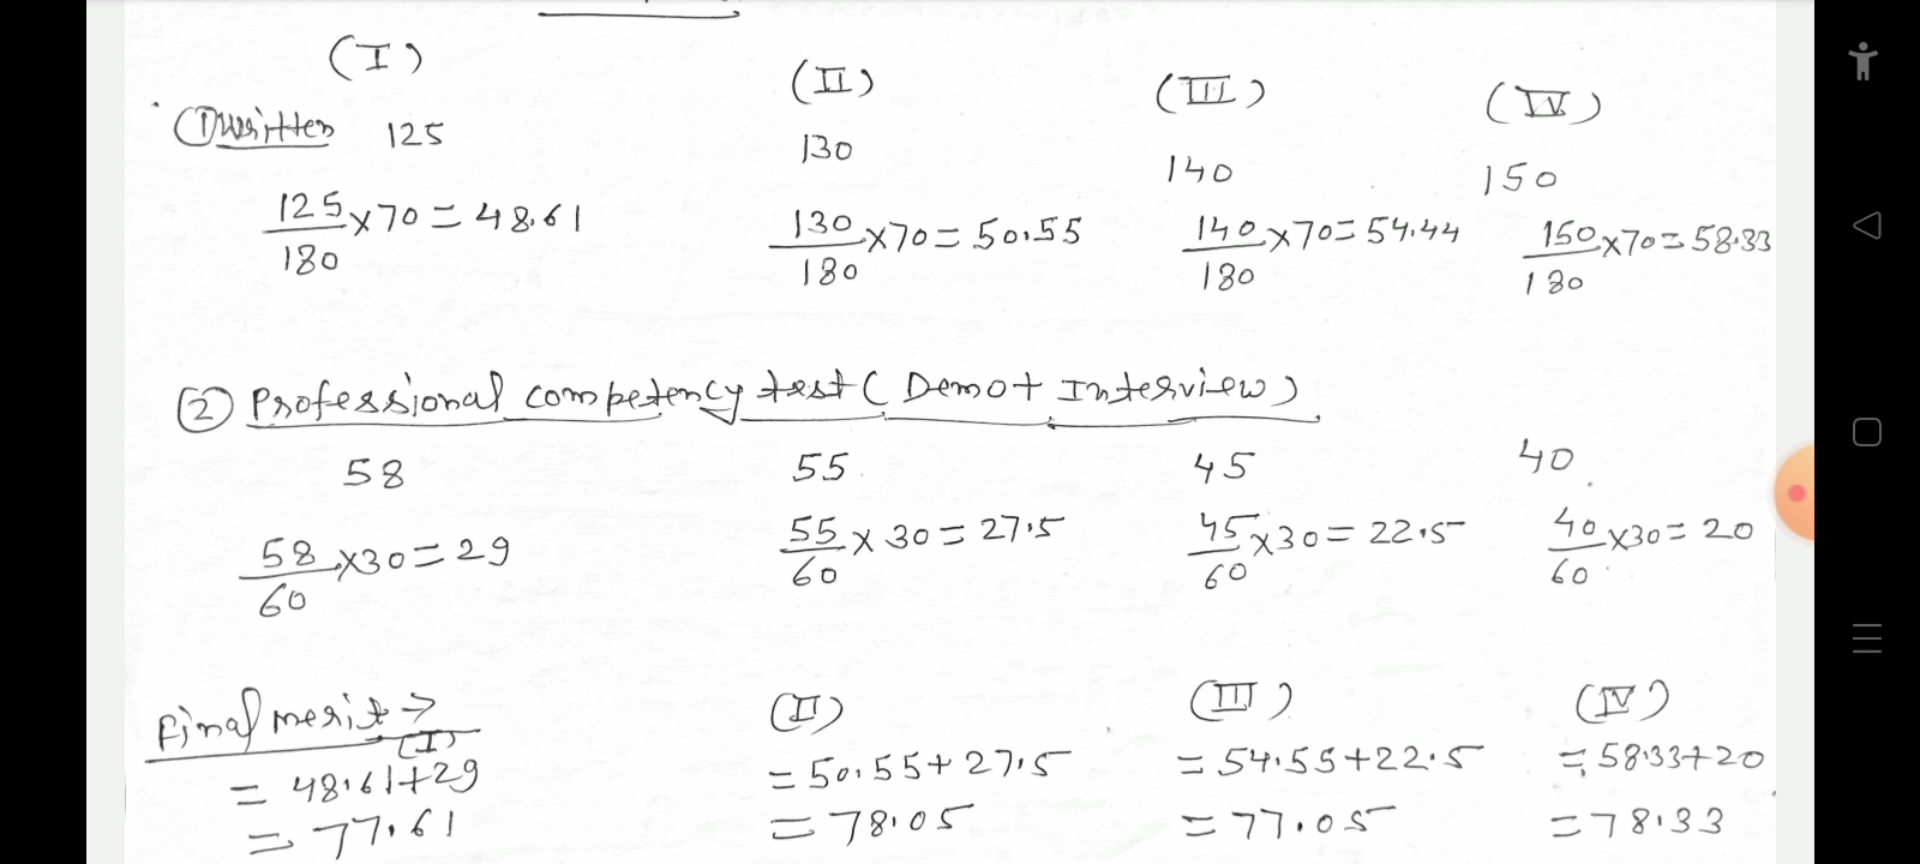 (I) (II) (III) (IV)
① written 125 130 140 150
125/180 x70 = 48.61 130/180 x70 = 50.55 140/180 x70 = 54.44 150/180 x70 = 58.33
② Professional competency test (Demo + Interview)
58 55 45 40
58/60 x30 = 29 55/60 x 30 = 27.5 45/60 x30 = 22.5 40/60 x30 = 20
Final merit ⇒
(I) (II) (III) (IV)
= 48.61+29 = 50.55+27.5 = 54.55+22.5 = 58.33+20
= 77.61 = 78.05 = 77.05 = 78.33